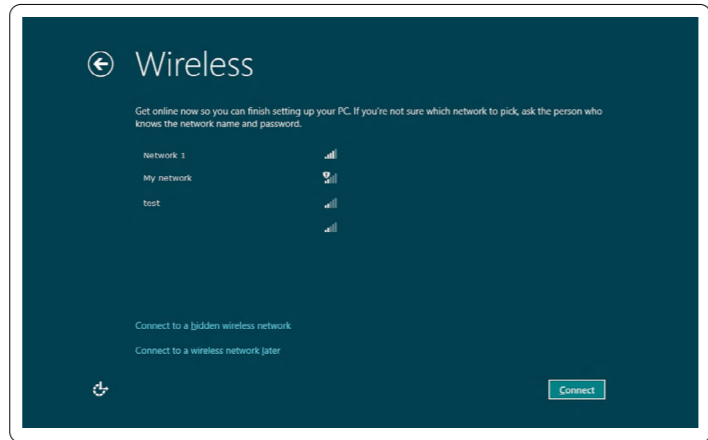 Wireless
Get online now so you can finish setting up your PC. If you're not sure which network to pick, ask the person who
knows the network name and password.
Network 1
My network
test
Connect to a hidden wireless network
Connect to a wireless network later
Connect